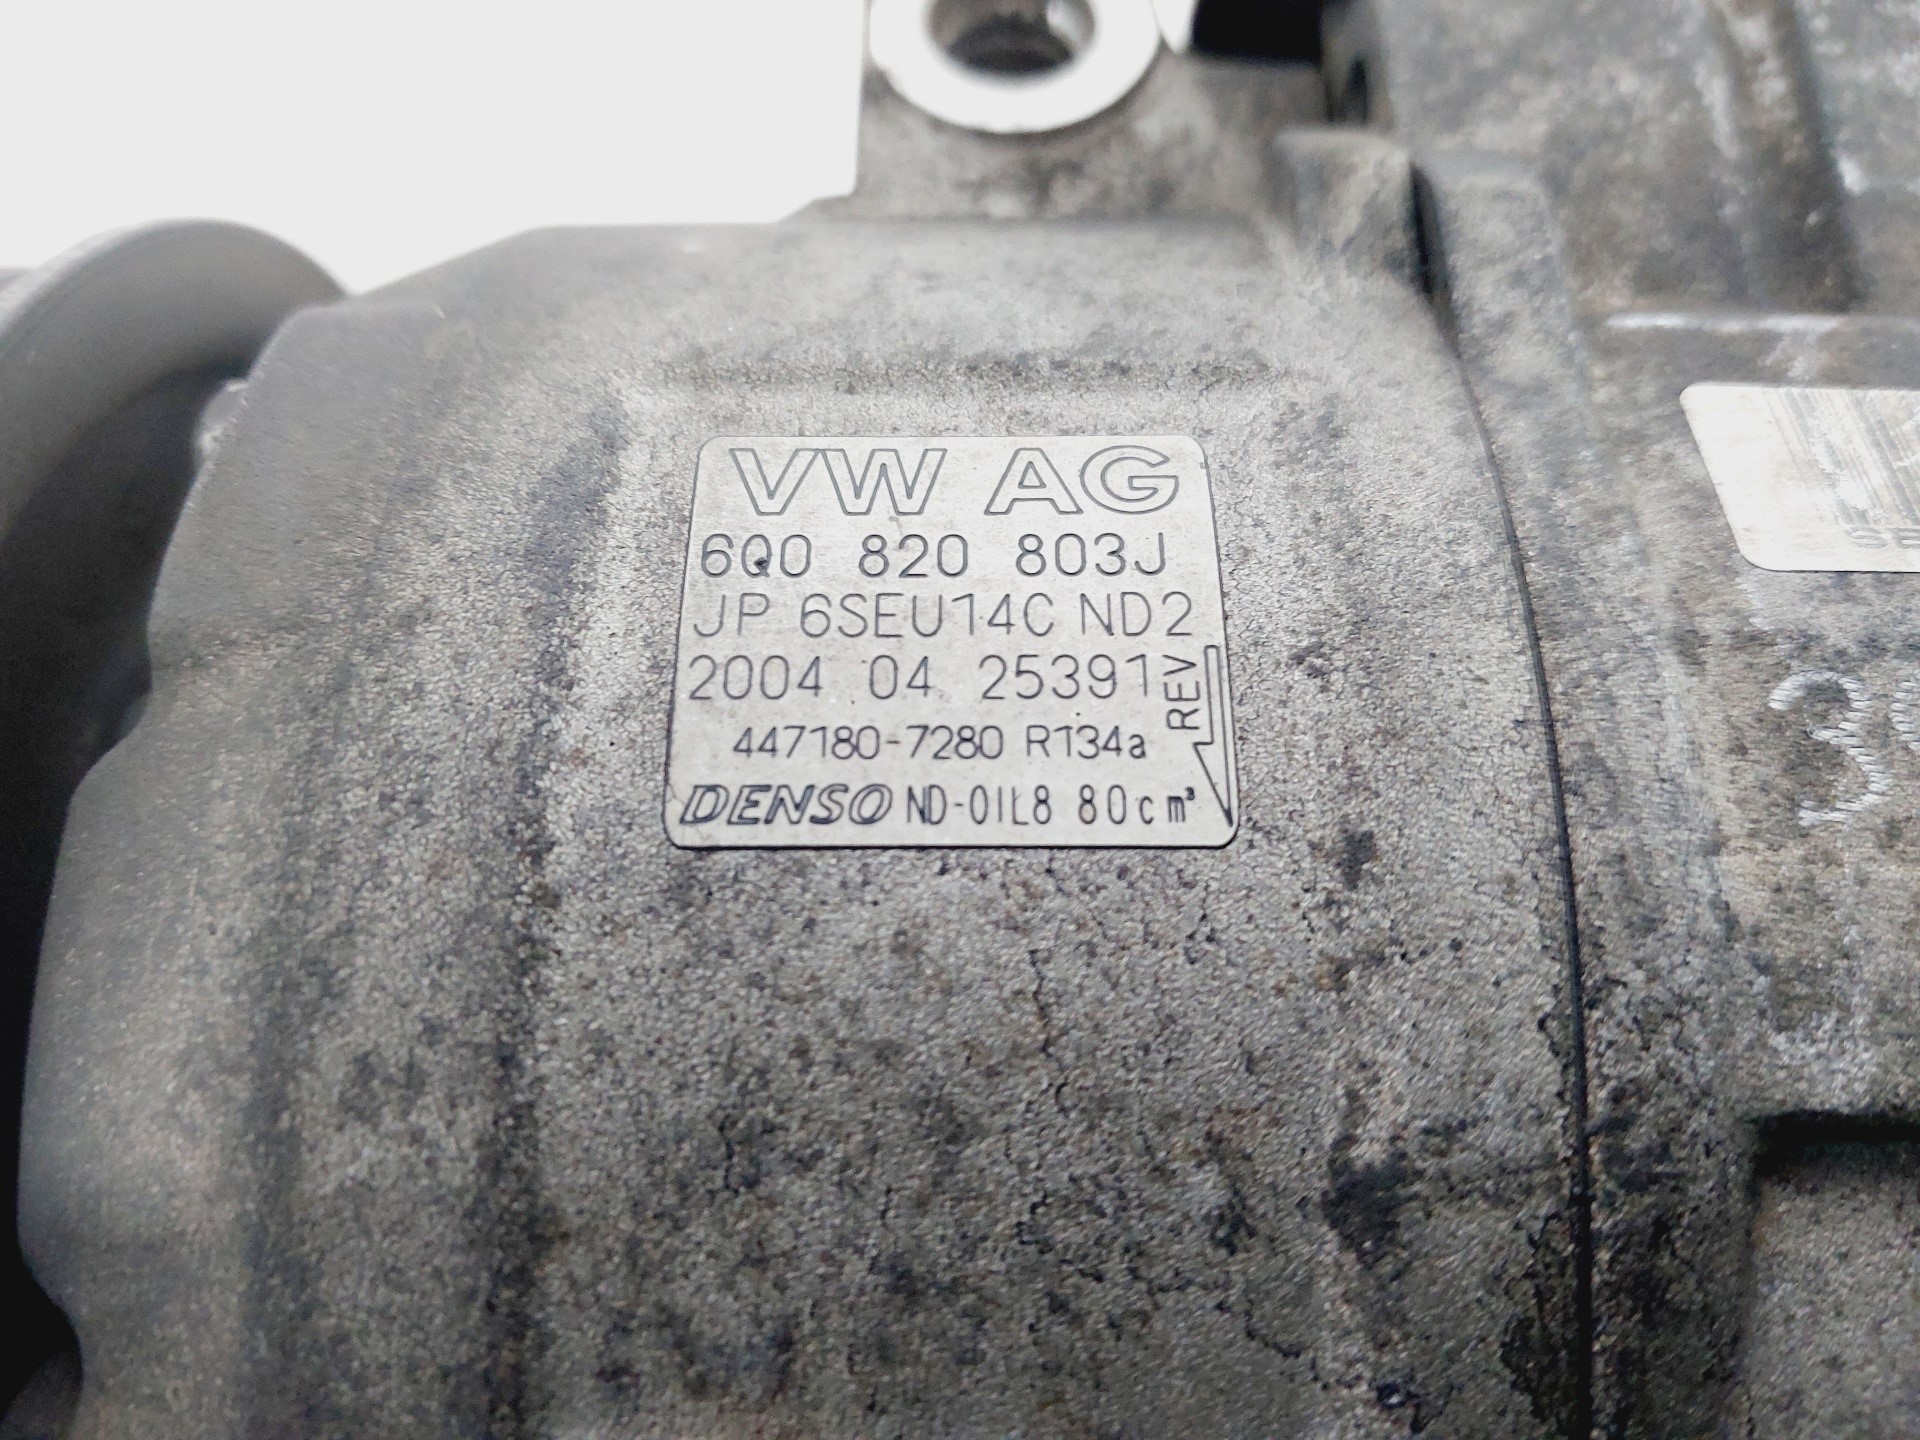 VW AG
6Q0 820 803J
JP 6SEU14C ND2
2004 04 25391
REV
447180-7280 R134a
DENSO ND-OIL8 80cm³